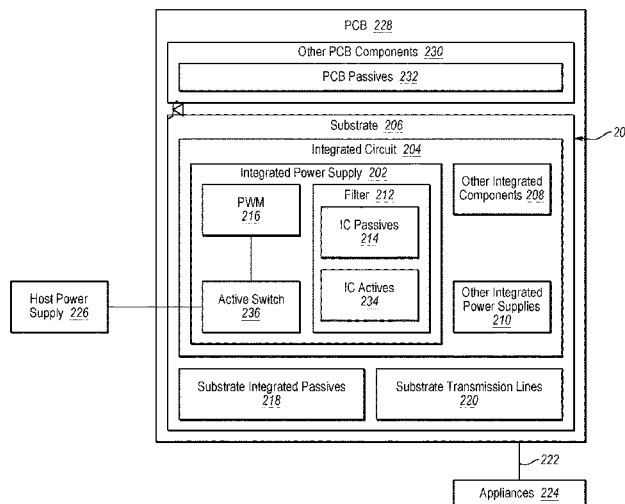 PCB 228
Other PCB Components 230
PCB Passives 232
Substrate 206
20
Integrated Circuit 204
Integrated Power Supply 202
PWM
216
Filter 212
IC Passives
214
Other Integrated
Components 208
Host Power
Supply 226
Active Switch
236
IC Actives
234
Other Integrated
Power Supplies
210
Substrate Integrated Passives
218
Substrate Transmission Lines
220
222
Appliances 224